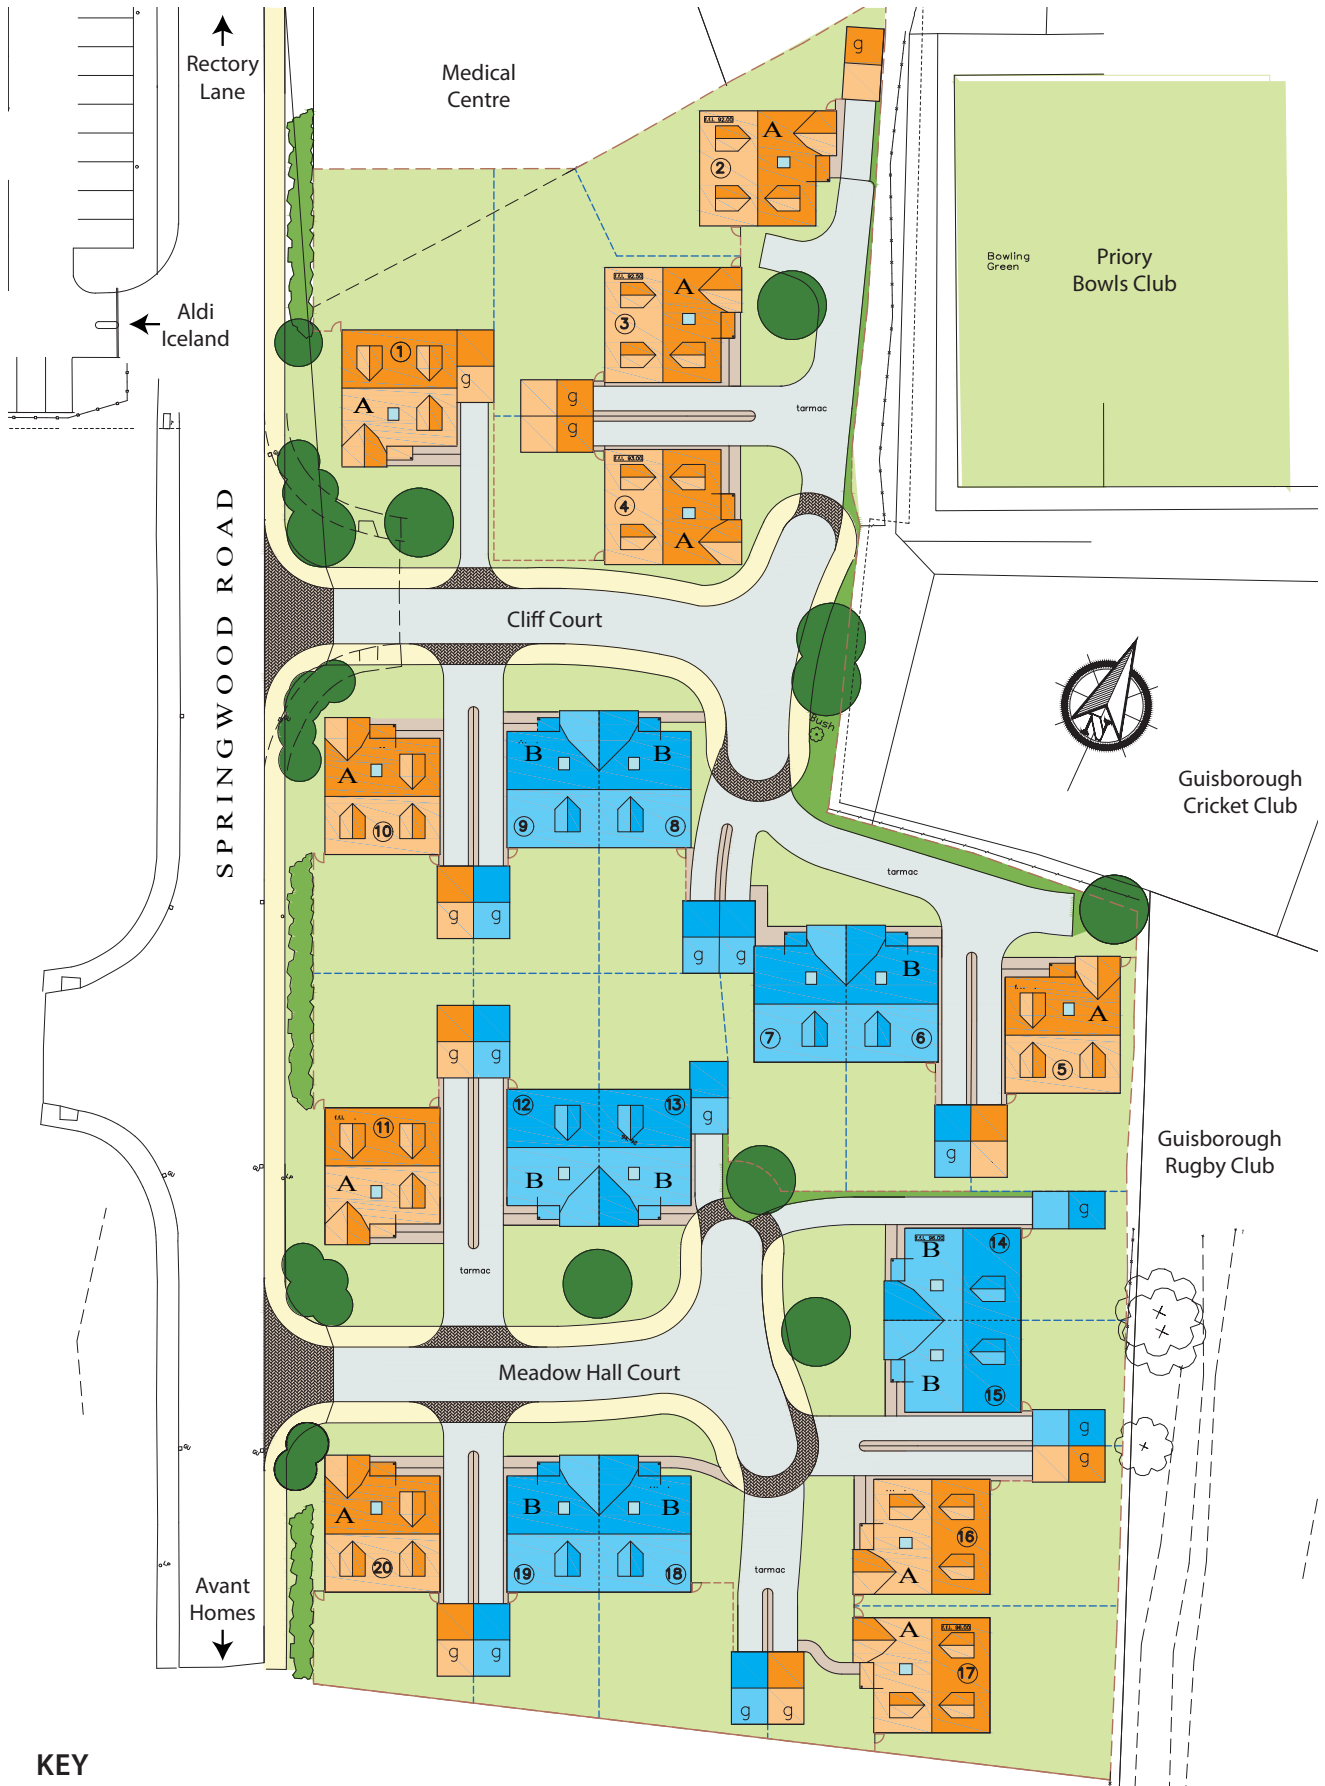 Rectory
Lane
Medical
Centre
g
A
2
Bowling
Green
Priory
Bowls Club
Aldi
Iceland
A
3
1
g
A
g
g
tarmac
4
A
SPRINGWOOD ROAD
Cliff Court
Bush
Guisborough
Cricket Club
A
10
B
B
9
8
tarmac
g
g
g
g
B
7
6
A
5
g
g
g
g
12
13
11
A
B
B
Guisborough
Rugby Club
g
B
14
tarmac
B
15
Meadow Hall Court
g
g
A
20
B
B
19
18
16
A
tarmac
Avant
Homes
A
17
g
g
g
g
KEY